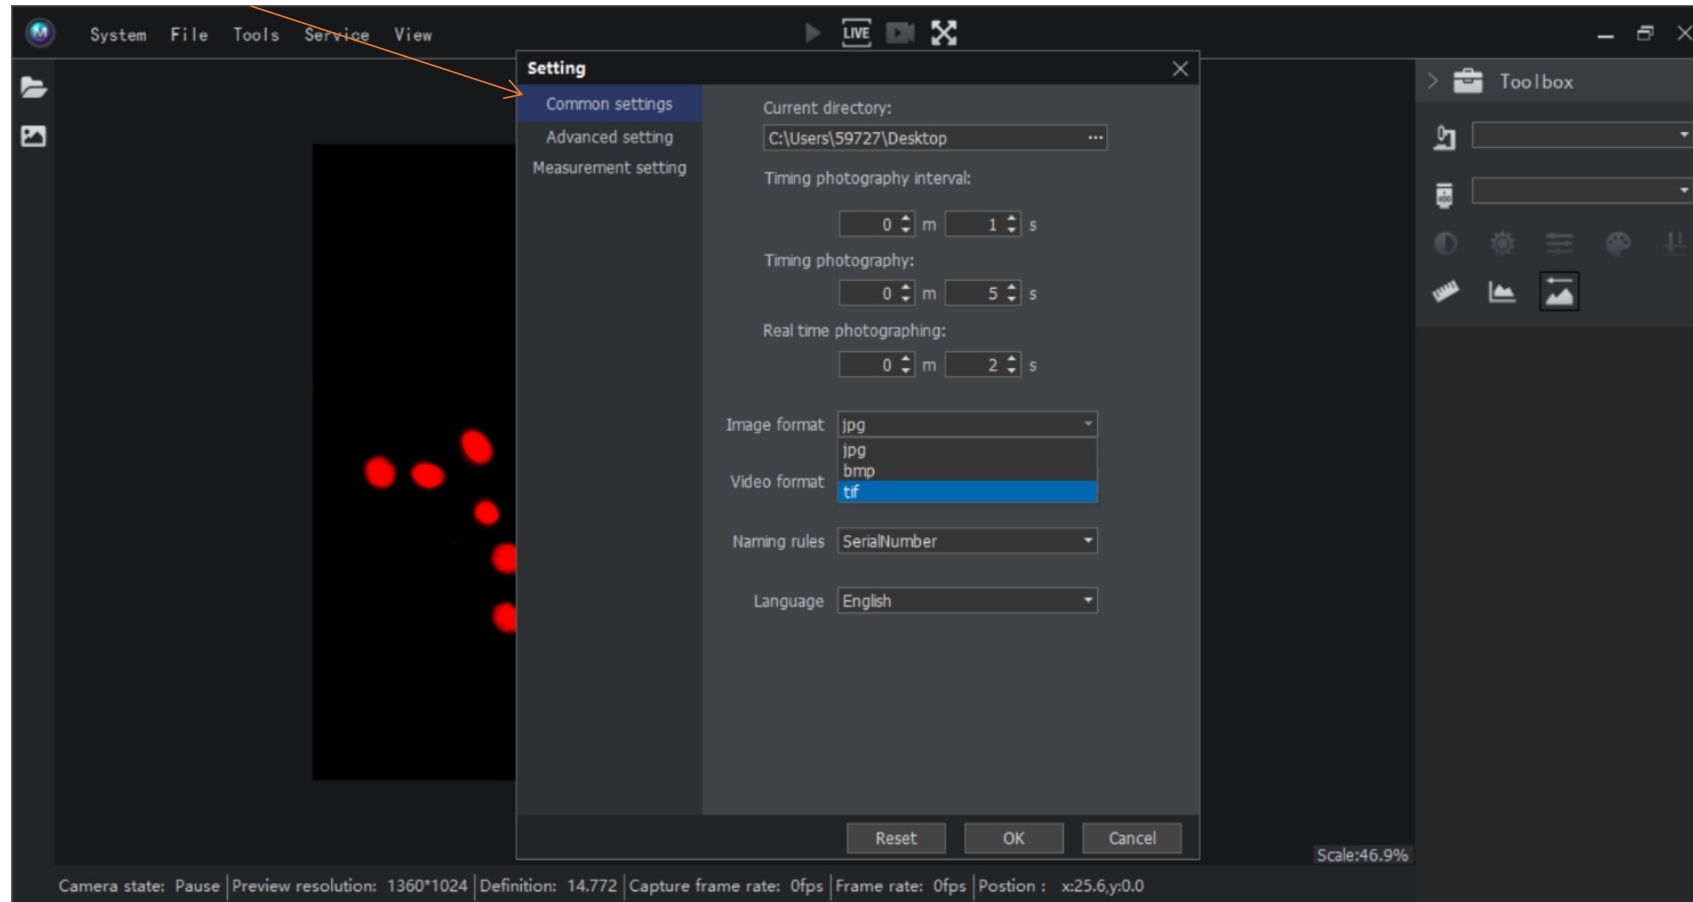 System File Tools Service View
LIVE
Setting
Common settings
Advanced setting
Measurement setting
Current directory:
C:\Users\59727\Desktop ...
Timing photography interval:
0 m 1 s
Timing photography:
0 m 5 s
Real time photographing:
0 m 2 s
Image format jpg
jpg
bmp
tif
Video format
Naming rules SerialNumber
Language English
Reset OK Cancel
Toolbox
Scale:46.9%
Camera state: Pause Preview resolution: 1360*1024 Definition: 14.772 Capture frame rate: 0fps Frame rate: 0fps Postion : x:25.6,y:0.0